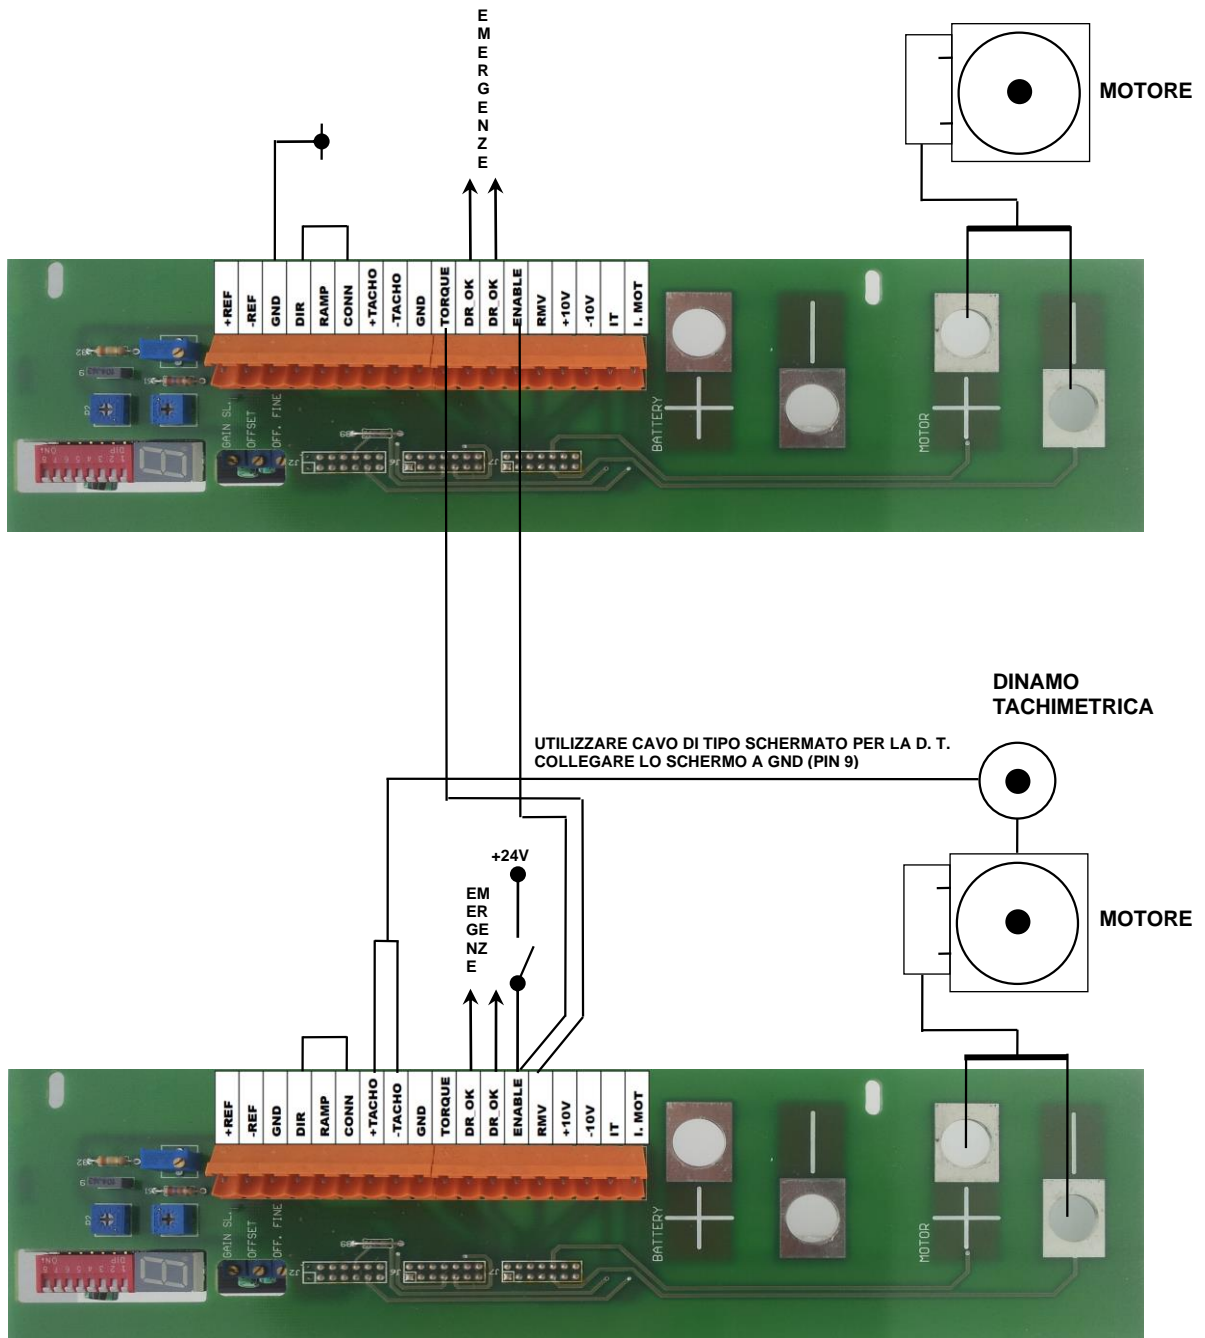 EMERGENZE
MOTORE
+REF
-REF
GND
DIR
RAMP
CONN
+TACHO
-TACHO
GND
TORQUE
DR_OK
DR_OK
ENABLE
RMV
+10V
-10V
IT
I. MOT
GAIN SL.
OFFSET
OFF. FINE
BATTERY
MOTOR
DINAMO
TACHIMETRICA
UTILIZZARE CAVO DI TIPO SCHERMATO PER LA D. T.
COLLEGARE LO SCHERMO A GND (PIN 9)
+24V
EM
ER
GE
NZ
E
MOTORE
+REF
-REF
GND
DIR
RAMP
CONN
+TACHO
-TACHO
GND
TORQUE
DR_OK
DR_OK
ENABLE
RMV
+10V
-10V
IT
I. MOT
GAIN SL.
OFFSET
OFF. FINE
BATTERY
MOTOR